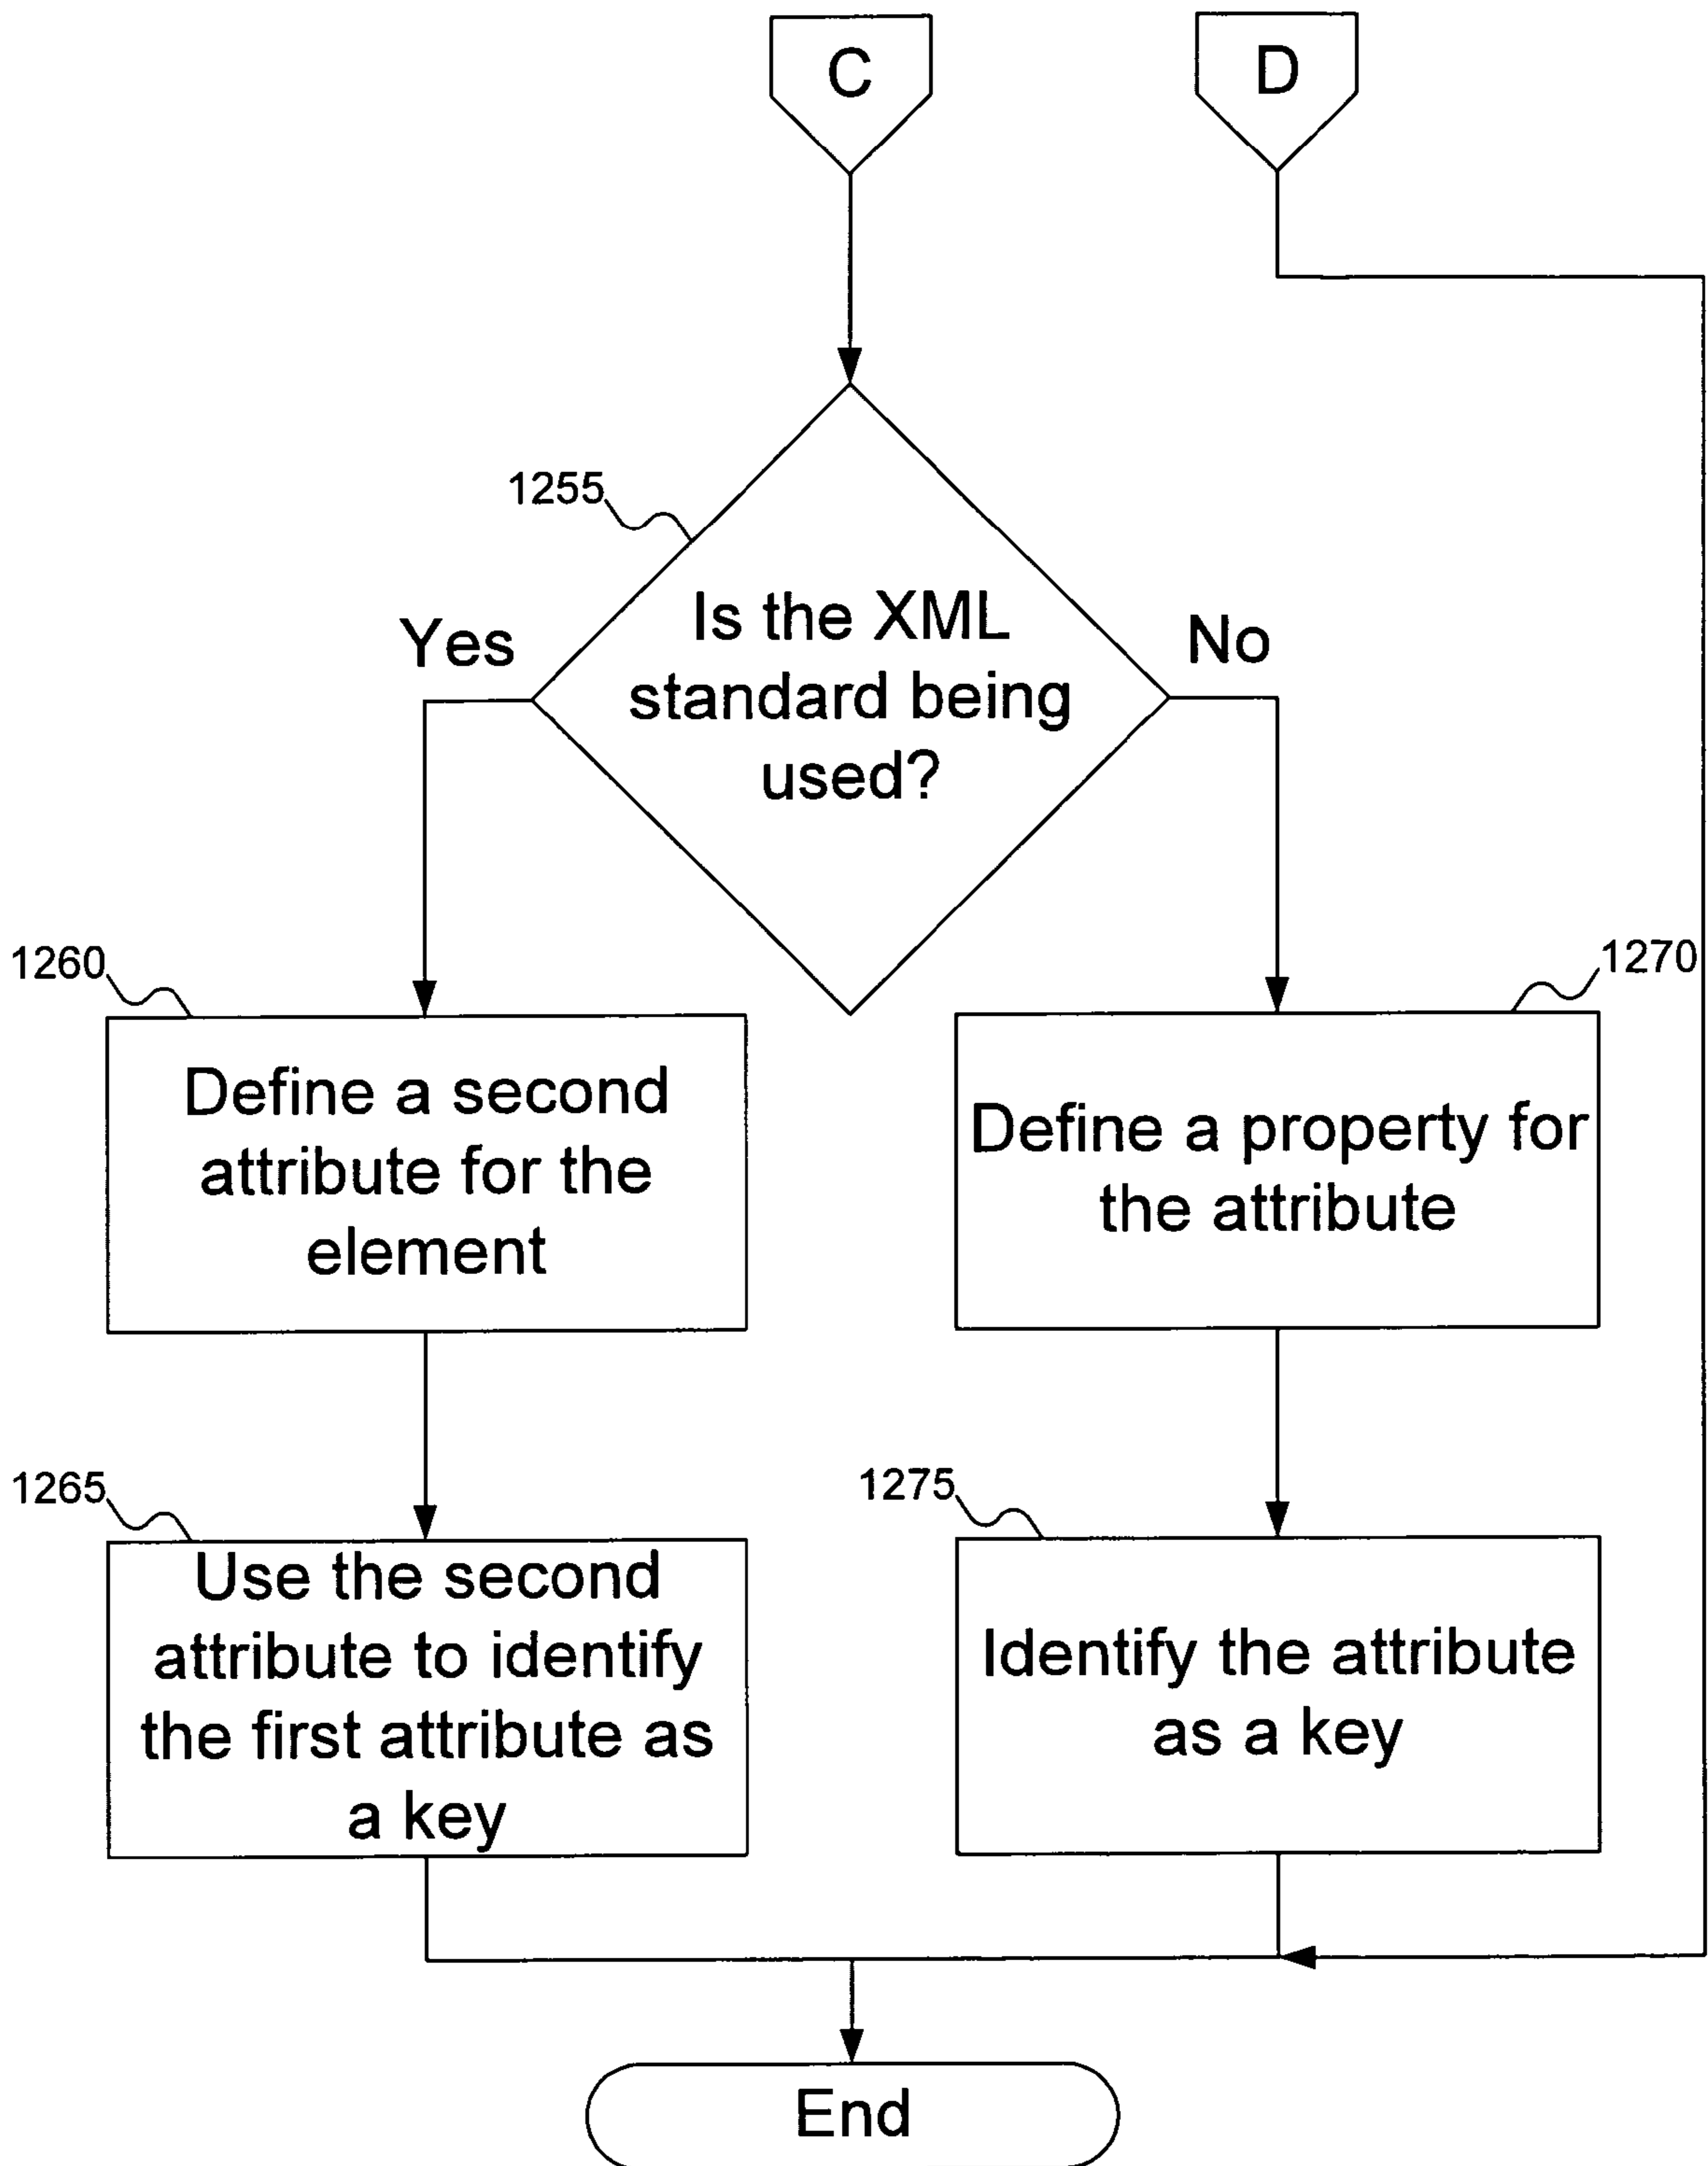 C
D
1255
Is the XML
standard being
used?
Yes
No
1260
Define a second
attribute for the
element
1270
Define a property for
the attribute
1265
Use the second
attribute to identify
the first attribute as
a key
1275
Identify the attribute
as a key
End